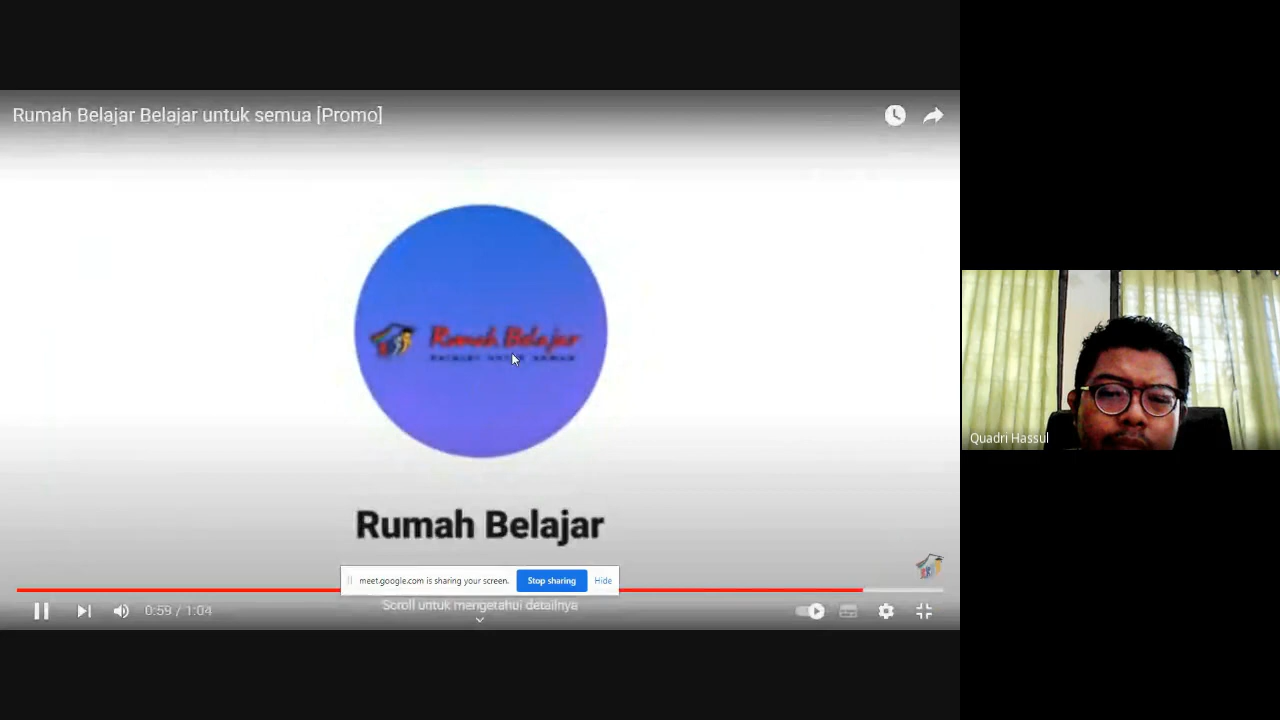 Rumah Belajar Belajar untuk semua [Promo]
Rumah Belajar
Rumah Belajar
meet.google.com is sharing your screen.
Stop sharing
Hide
0:59 / 1:04
Scroll untuk mengetahui detailnya
Quadri Hassul